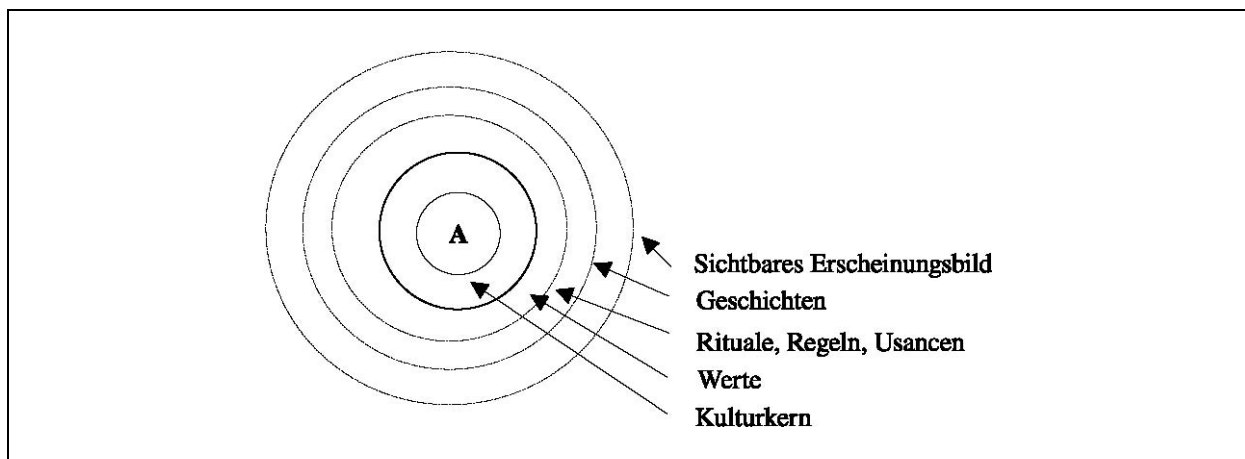 A
Sichtbares Erscheinungsbild
Geschichten
Rituale, Regeln, Usancen
Werte
Kulturkern